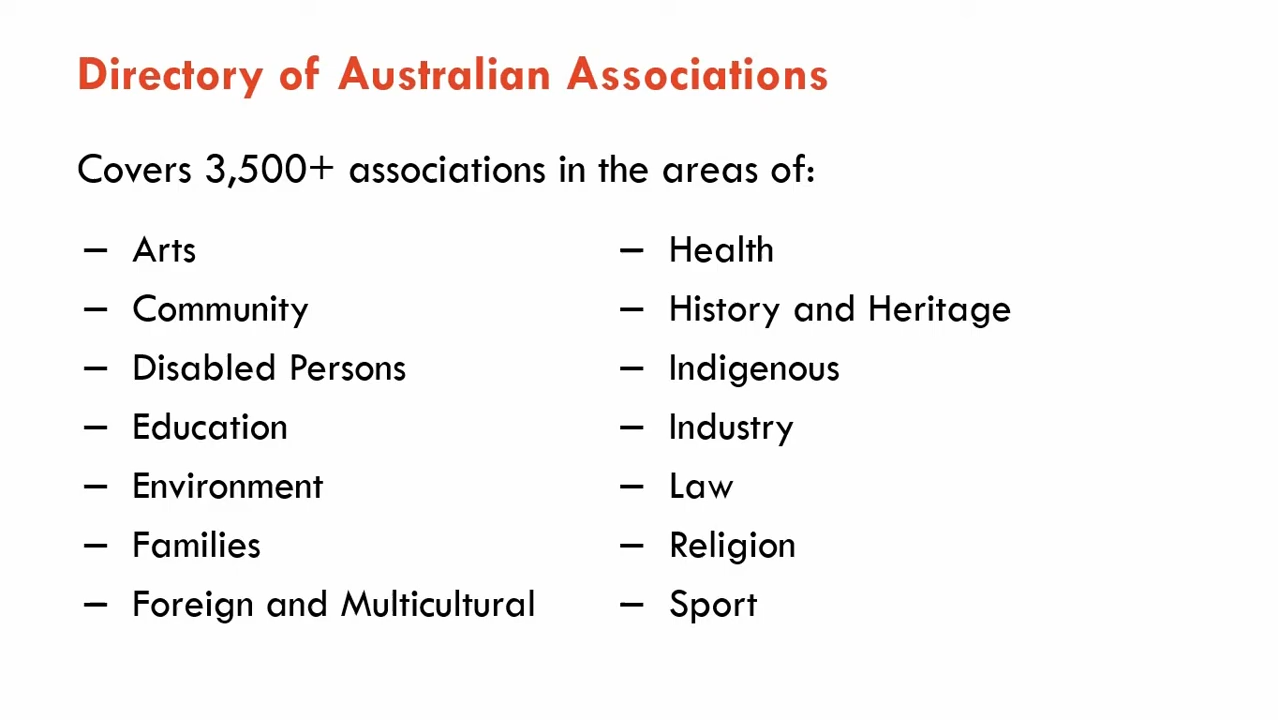 Directory of Australian Associations
Covers 3,500+ associations in the areas of:
– Arts
– Community
– Disabled Persons
– Education
– Environment
– Families
– Foreign and Multicultural
– Health
– History and Heritage
– Indigenous
– Industry
– Law
– Religion
– Sport